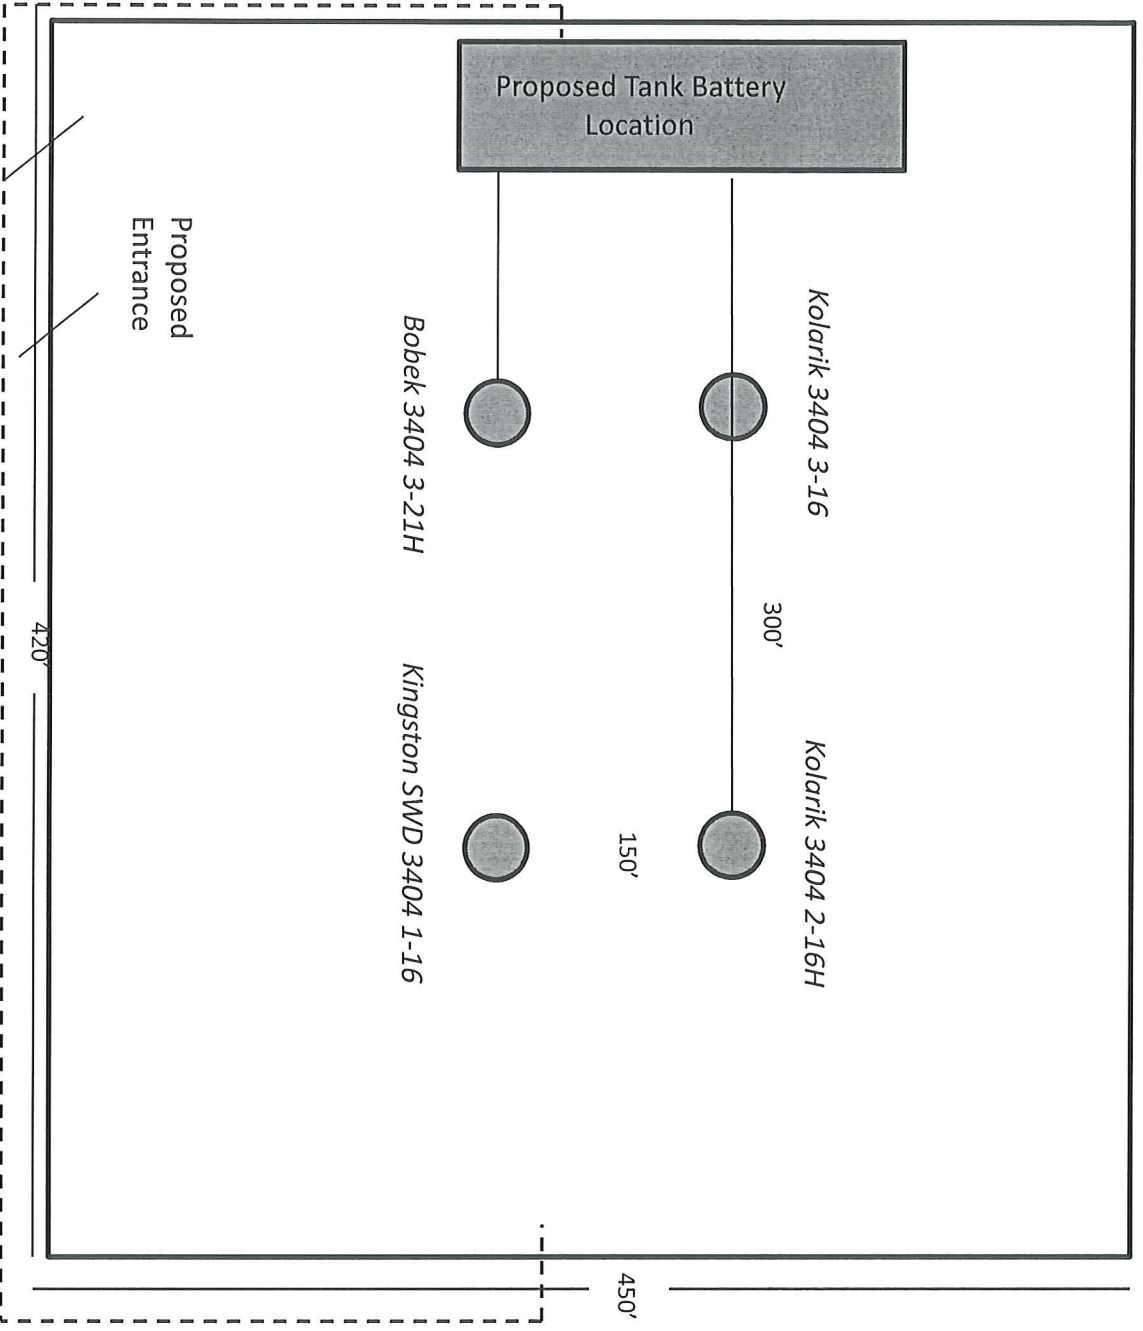 Proposed Tank Battery
Location
Proposed
Entrance
Kolarik 3404 3-16
Bobek 3404 3-21H
300’
420’
Kolarik 3404 2-16H
Kingston SWD 3404 1-16
150’
450’